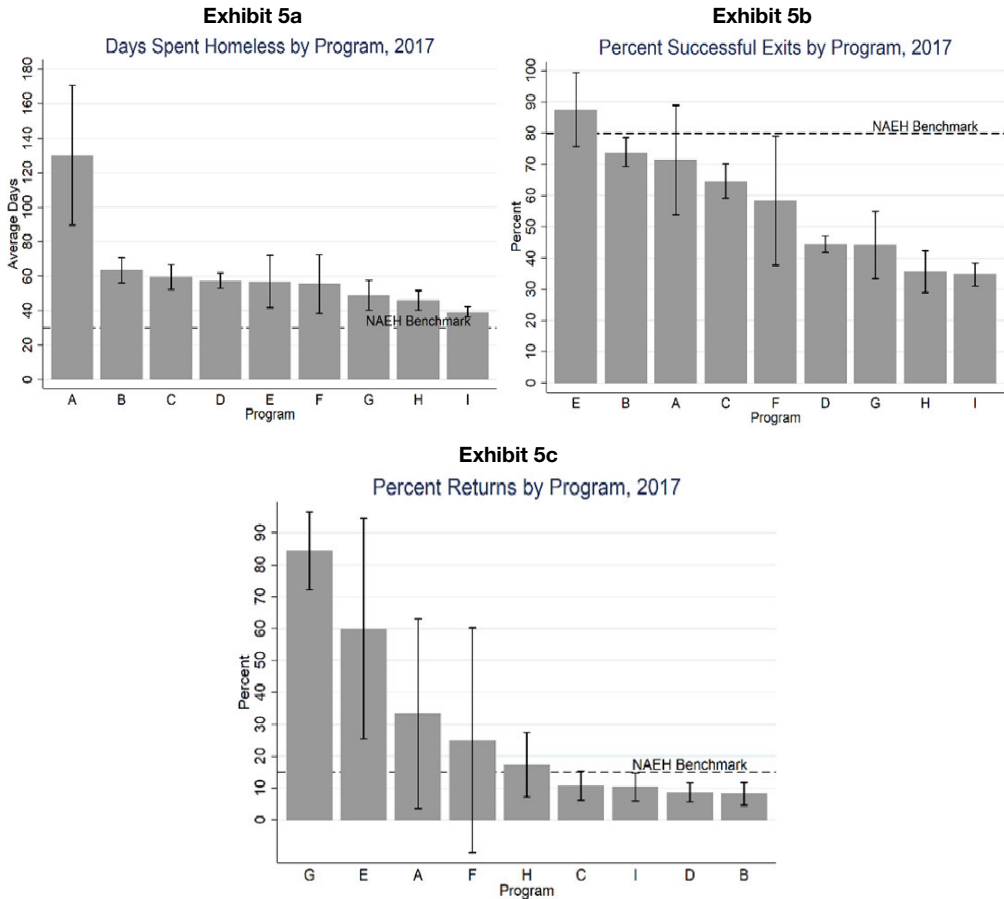 Exhibit 5a
Days Spent Homeless by Program, 2017
Average Days
180
160
140
120
100
80
60
40
20
0
NAEH Benchmark
A B C D E F G H I
Program
Exhibit 5b
Percent Successful Exits by Program, 2017
Percent
100
90
80
70
60
50
40
30
20
10
0
NAEH Benchmark
E B A C F D G H I
Program
Exhibit 5c
Percent Returns by Program, 2017
Percent
90
80
70
60
50
40
30
20
10
0
NAEH Benchmark
G E A F H C I D B
Program